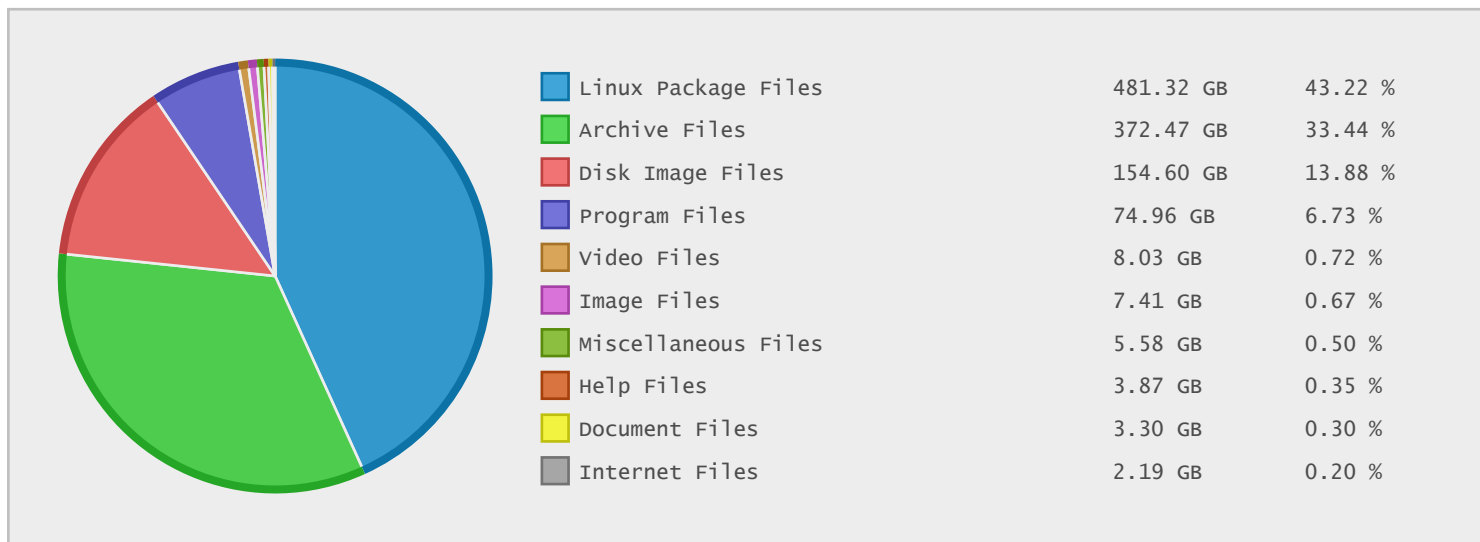 Linux Package Files 481.32 GB 43.22 %
Archive Files 372.47 GB 33.44 %
Disk Image Files 154.60 GB 13.88 %
Program Files 74.96 GB 6.73 %
Video Files 8.03 GB 0.72 %
Image Files 7.41 GB 0.67 %
Miscellaneous Files 5.58 GB 0.50 %
Help Files 3.87 GB 0.35 %
Document Files 3.30 GB 0.30 %
Internet Files 2.19 GB 0.20 %